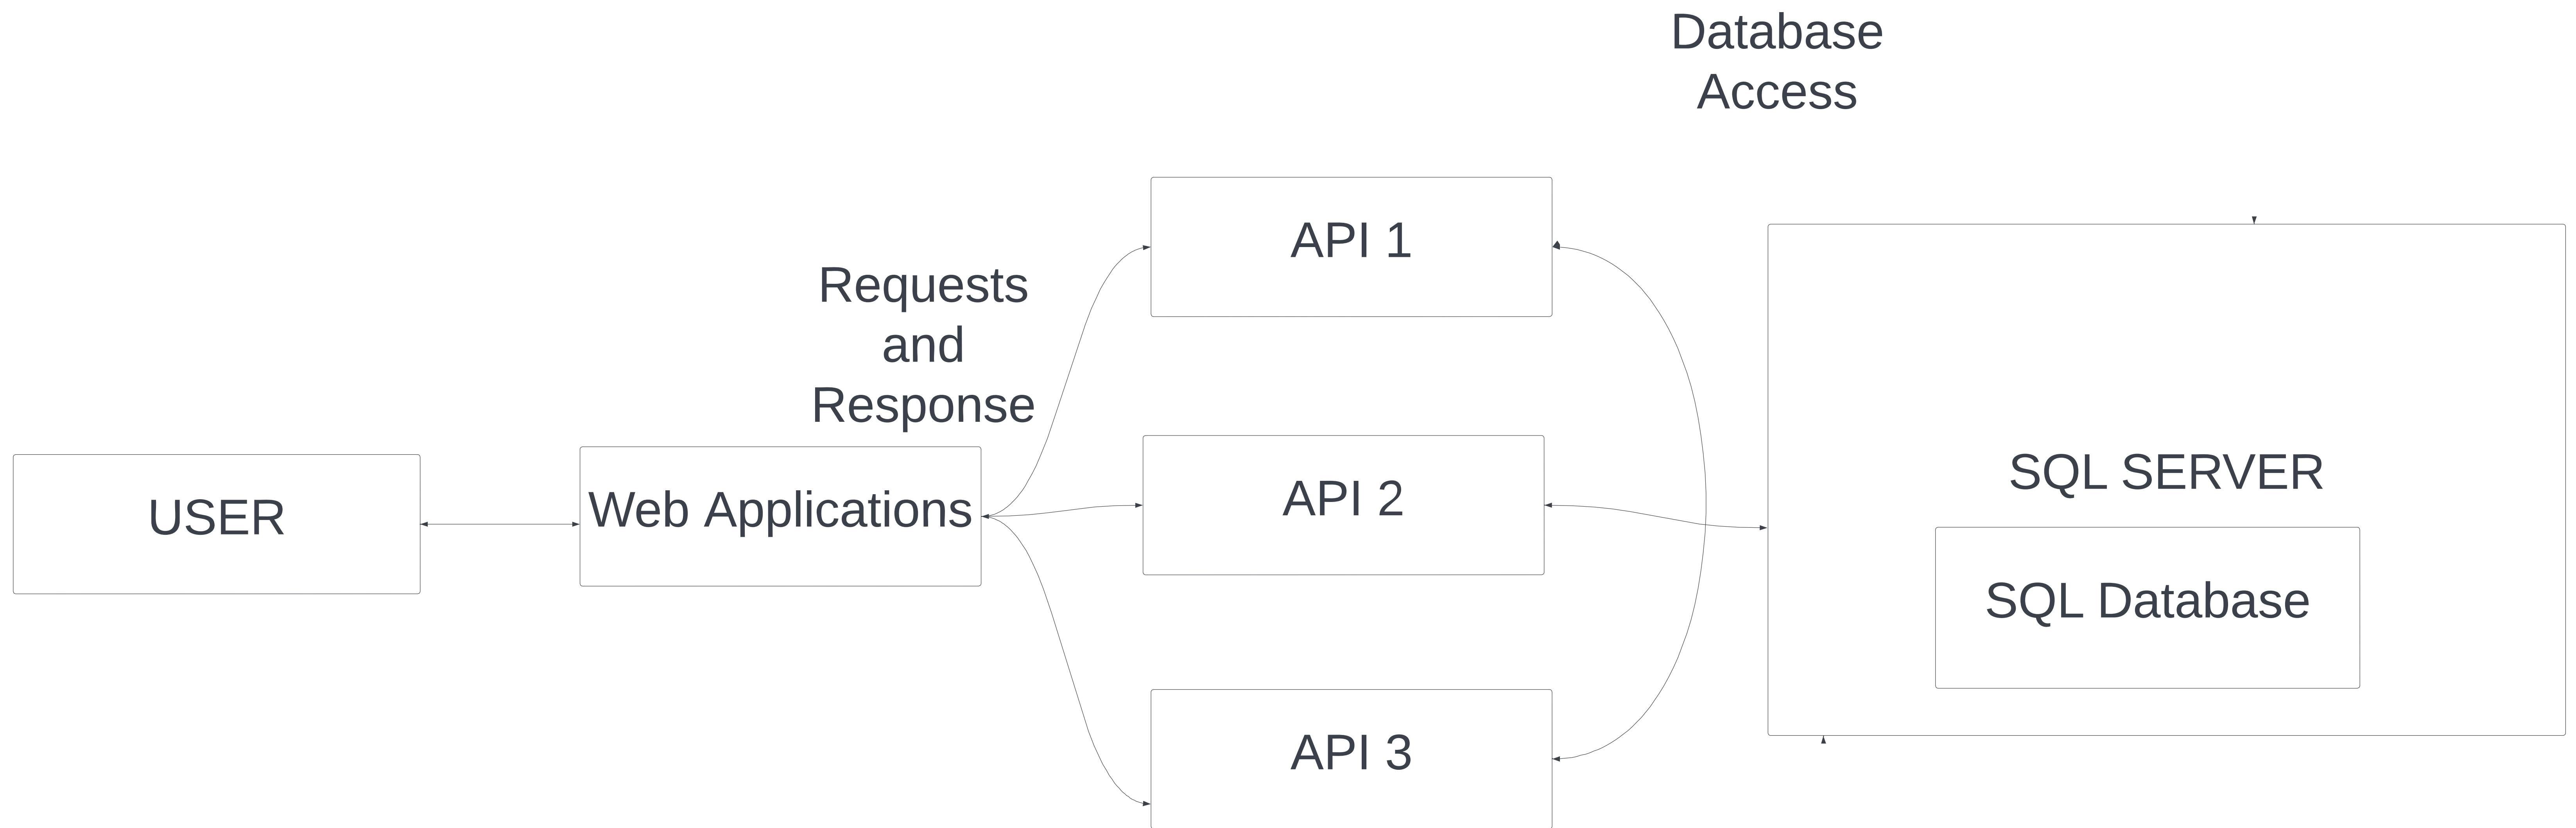 Database
Access
API 1
Requests
and
Response
USER
Web Applications
API 2
SQL SERVER
SQL Database
API 3